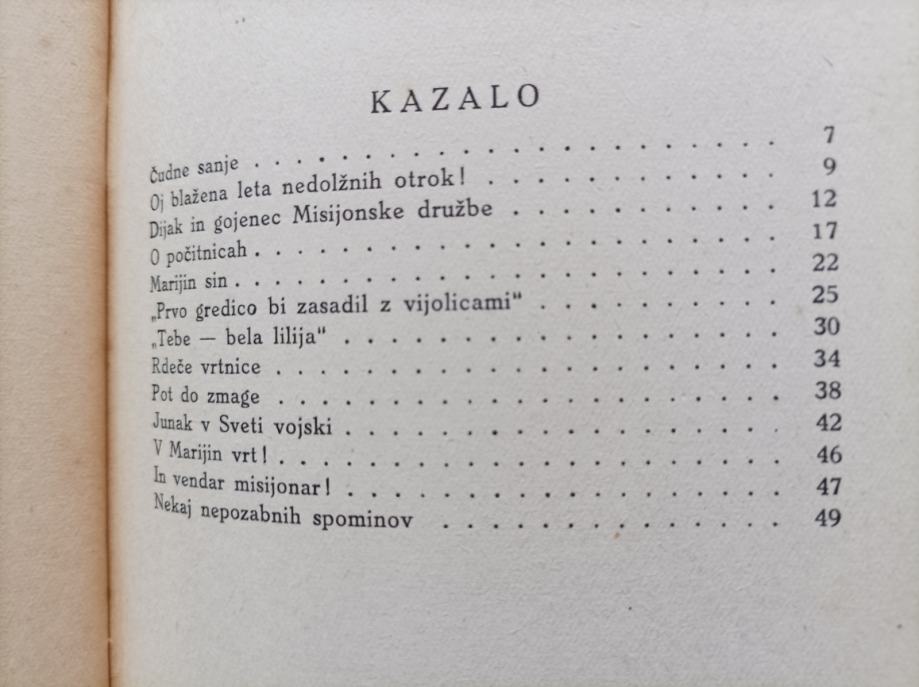 KAZALO
Čudne sanje . . . . . . . . . . . . . . . . . . 7
Oj blažena leta nedolžnih otrok! . . . . . . . . . . 9
Dijak in gojenec Misijonske družbe . . . . . . . . . 12
O počitnicah . . . . . . . . . . . . . . . . . . 17
Marijin sin . . . . . . . . . . . . . . . . . . . 22
„Prvo gredico bi zasadil z vijolicami“ . . . . . . . . 25
„Tebe — bela lilija“ . . . . . . . . . . . . . . . 30
Rdeče vrtnice . . . . . . . . . . . . . . . . . . 34
Pot do zmage . . . . . . . . . . . . . . . . . . 38
Junak v Sveti vojski . . . . . . . . . . . . . . . 42
V Marijin vrt! . . . . . . . . . . . . . . . . . . 46
In vendar misijonar! . . . . . . . . . . . . . . . 47
Nekaj nepozabnih spominov . . . . . . . . . . . . 49